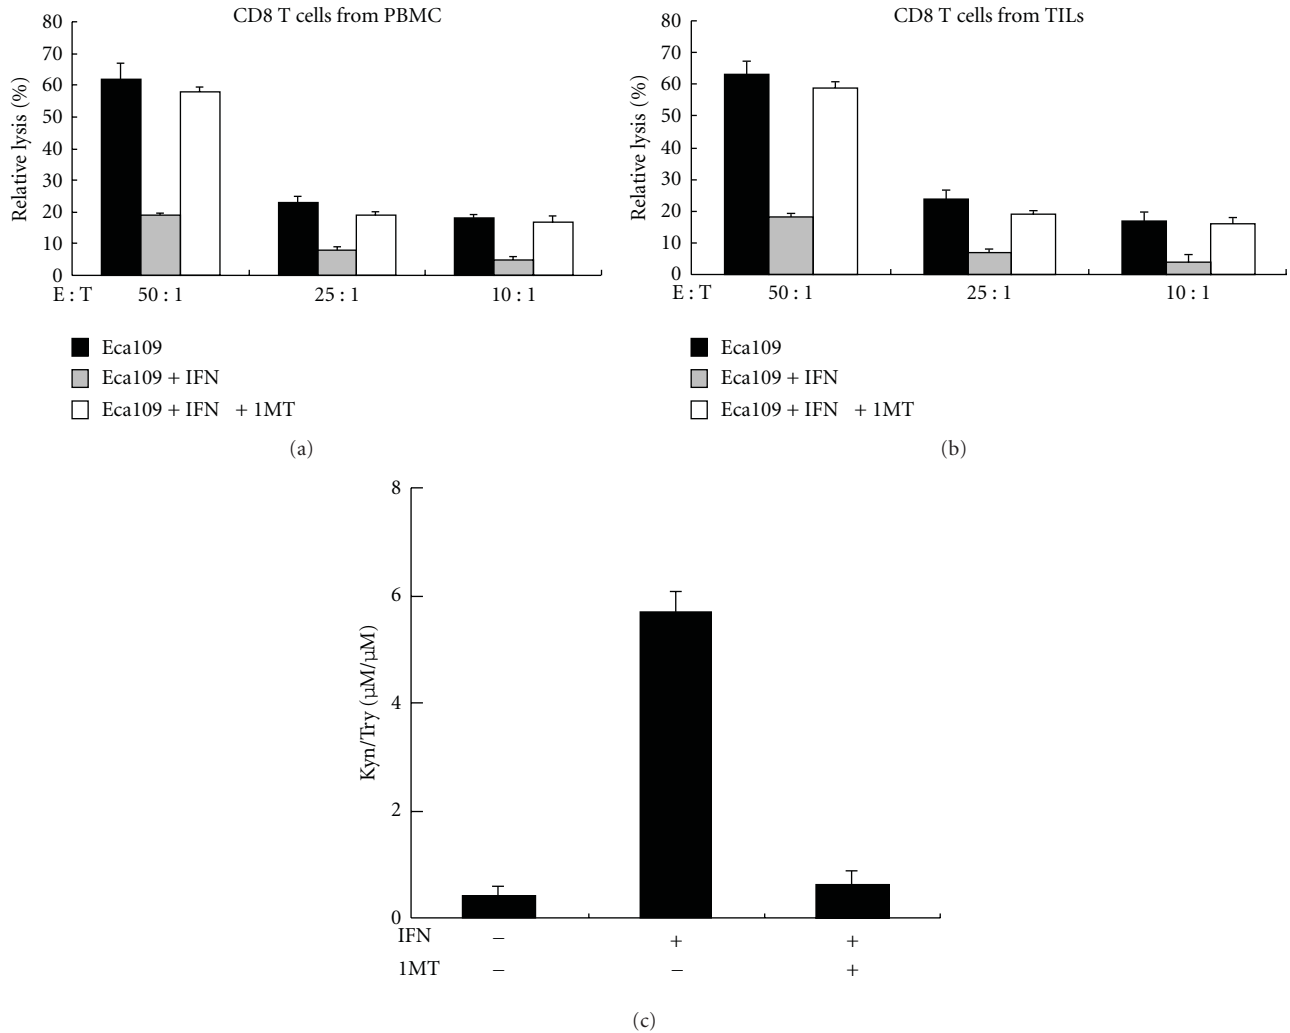 CD8 T cells from PBMC
Relative lysis (%)
80
70
60
50
40
30
20
10
0
E : T 50 : 1 25 : 1 10 : 1
Eca109
Eca109 + IFN
Eca109 + IFN + 1MT
(a)
CD8 T cells from TILs
Relative lysis (%)
80
70
60
50
40
30
20
10
0
E : T 50 : 1 25 : 1 10 : 1
Eca109
Eca109 + IFN
Eca109 + IFN + 1MT
(b)
Kyn/Try (μM/μM)
8
6
4
2
0
IFN − + +
1MT − − +
(c)